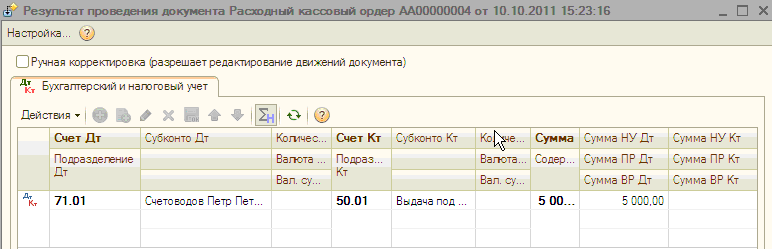 Результат проведения документа Расходный кассовый ордер АА00000004 от 10.10.2011 15:23:16
Настройка...
Ручная корректировка (разрешает редактирование движений документа)
Дт Кт Бухгалтерский и налоговый учет
Действия
Счет Дт Субконто Дт Количес... Счет Кт Субконто Кт Количе... Сумма Сумма НУ Дт Сумма НУ Кт
Подразделение Дт Валюта ... Подраз... Кт Валюта... Содер... Сумма ПР Дт Сумма ПР Кт
Вал. су... Вал. су... Сумма ВР Дт Сумма ВР Кт
Дт Кт 71.01 Счетоводов Петр Пет... 50.01 Выдача под ... 5 00... 5 000,00